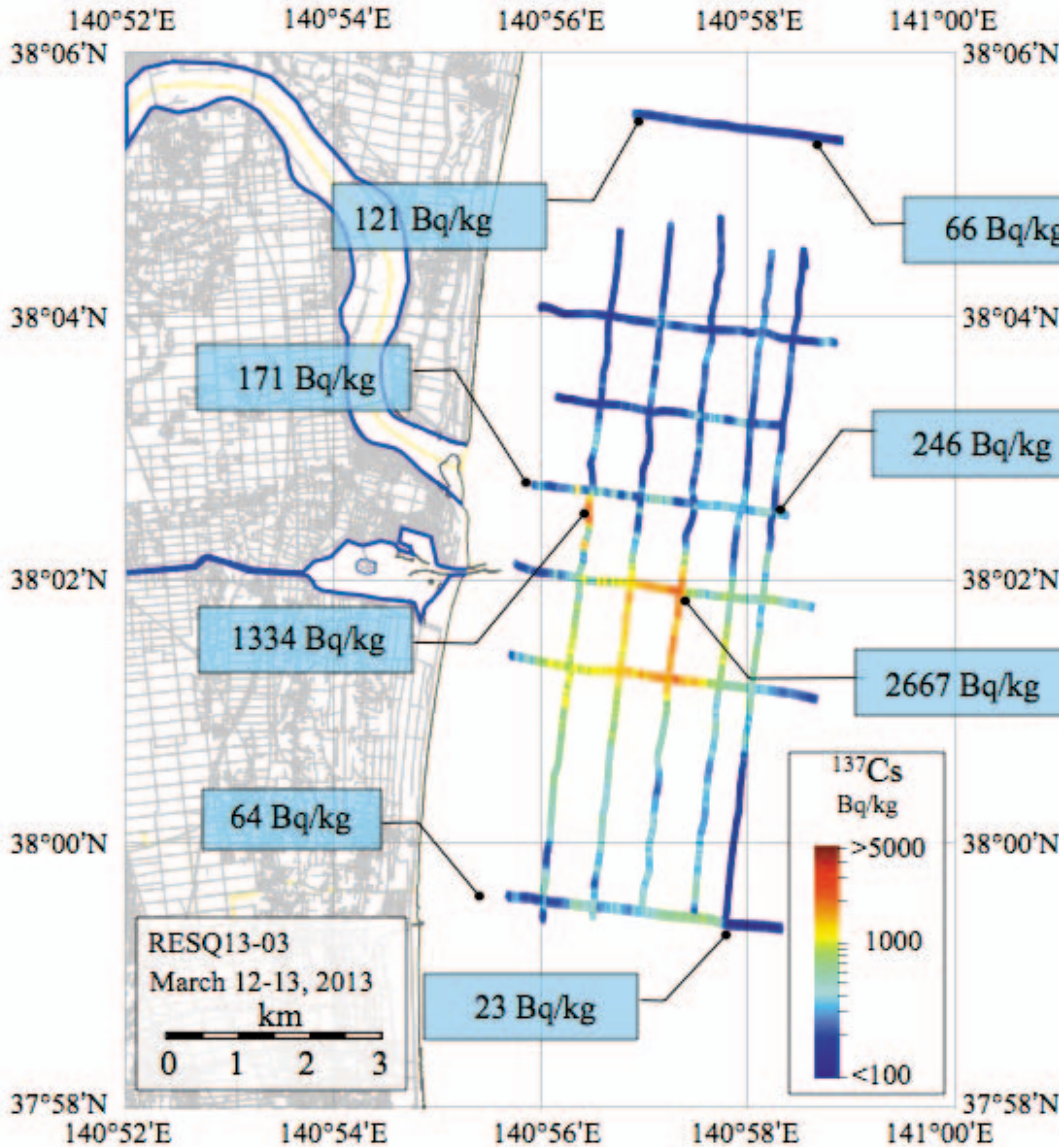 140°52'E 140°54'E 140°56'E 140°58'E 141°00'E
38°06'N 38°06'N
121 Bq/kg
66 Bq/kg
38°04'N 38°04'N
171 Bq/kg
246 Bq/kg
38°02'N 38°02'N
1334 Bq/kg
2667 Bq/kg
137Cs
Bq/kg
64 Bq/kg
38°00'N 38°00'N
>5000
1000
<100
RESQ13-03
March 12-13, 2013
km
0 1 2 3
23 Bq/kg
37°58'N 37°58'N
140°52'E 140°54'E 140°56'E 140°58'E 141°00'E